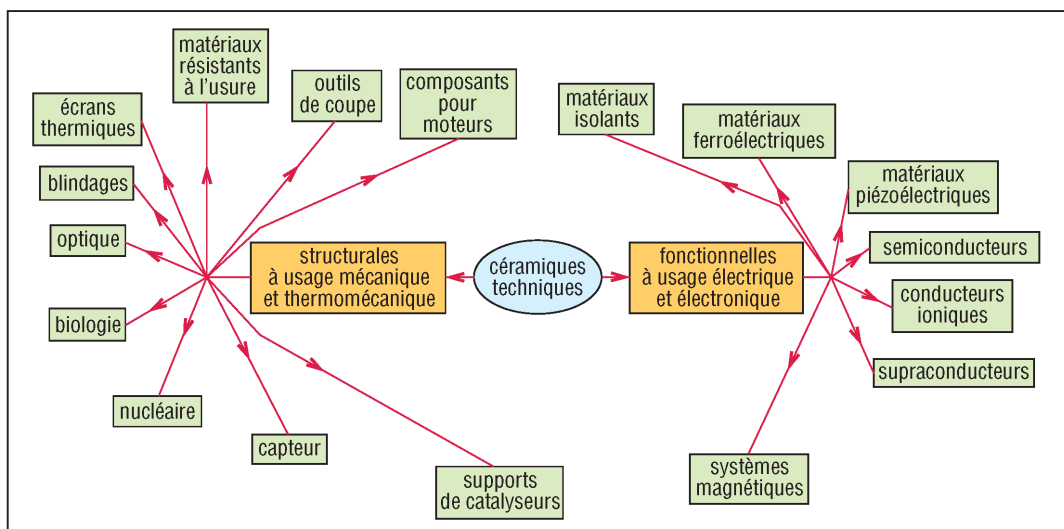 matériaux
résistants
à l'usure
outils
de coupe
composants
pour
moteurs
écrans
thermiques
blindages
optique
biologie
nucléaire
capteur
supports
de catalyseurs
structurales
à usage mécanique
et thermomécanique
céramiques
techniques
fonctionnelles
à usage électrique
et électronique
matériaux
isolants
matériaux
ferroélectriques
matériaux
piézoélectriques
semiconducteurs
conducteurs
ioniques
supraconducteurs
systèmes
magnétiques